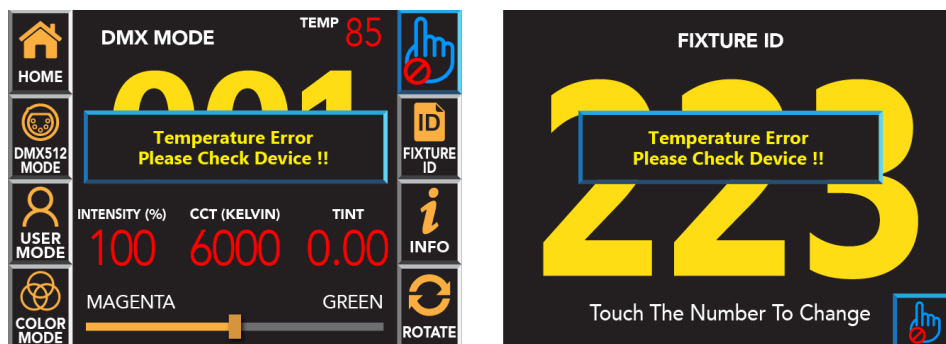 HOME
DMX512
MODE
USER
MODE
COLOR
MODE
DMX MODE
TEMP 85
001
Temperature Error
Please Check Device !!
INTENSITY (%) CCT (KELVIN) TINT
100 6000 0.00
MAGENTA GREEN
ID
FIXTURE
ID
i
INFO
ROTATE
FIXTURE ID
223
Temperature Error
Please Check Device !!
Touch The Number To Change